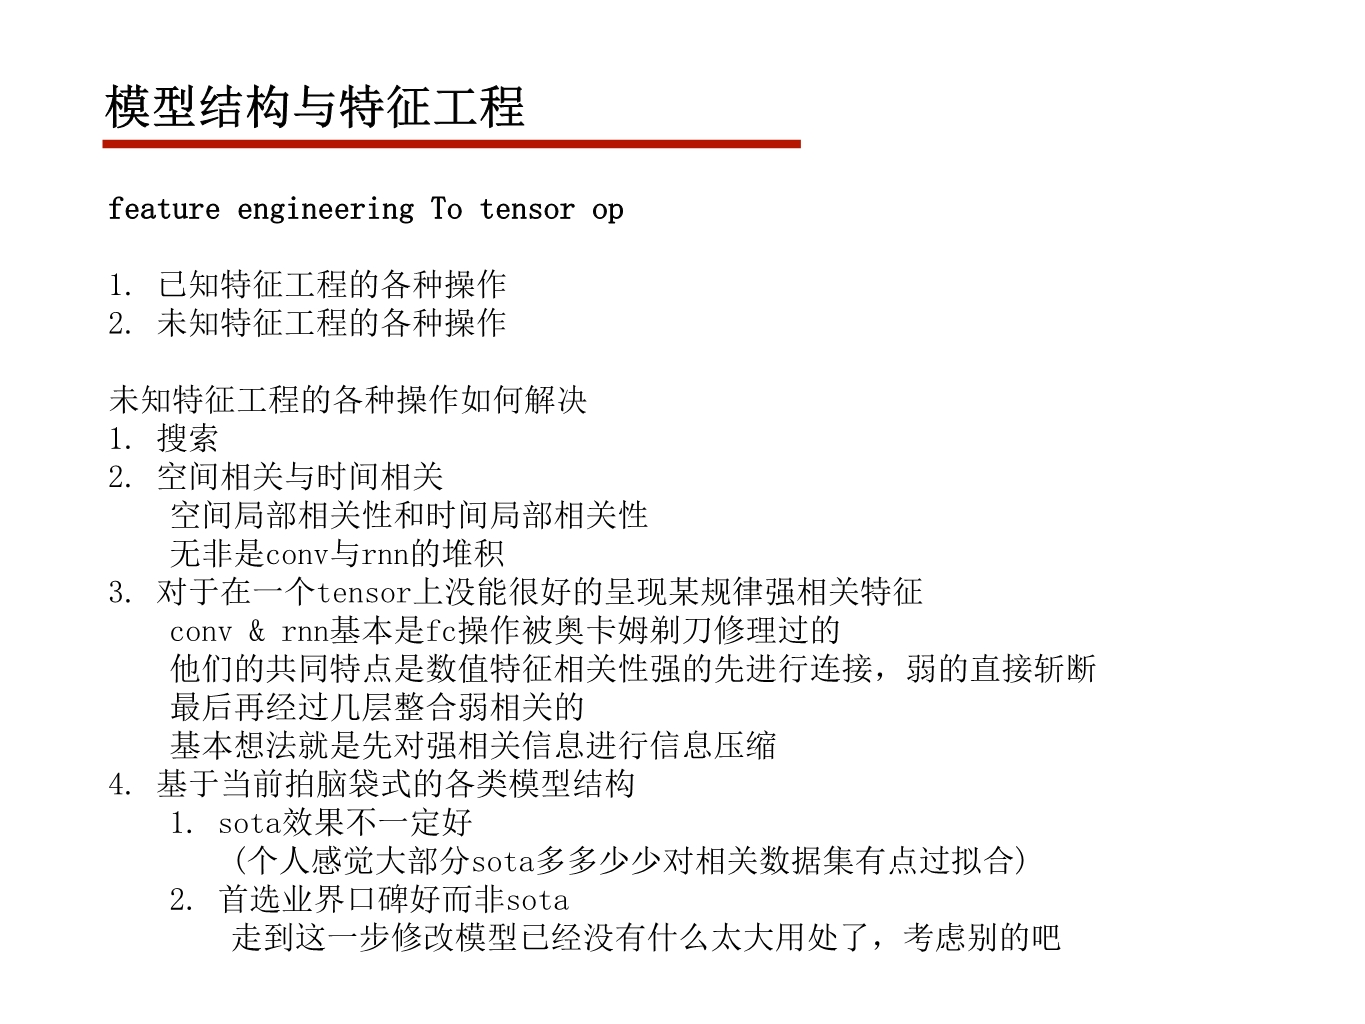 模型结构与特征工程
feature engineering To tensor op
1. 已知特征工程的各种操作
2. 未知特征工程的各种操作
未知特征工程的各种操作如何解决
1. 搜索
2. 空间相关与时间相关
空间局部相关性和时间局部相关性
无非是conv与rnn的堆积
3. 对于在一个tensor上没能很好的呈现某规律强相关特征
conv & rnn基本是fc操作被奥卡姆剃刀修理过的
他们的共同特点是数值特征相关性强的先进行连接，弱的直接斩断
最后再经过几层整合弱相关的
基本想法就是先对强相关信息进行信息压缩
4. 基于当前拍脑袋式的各类模型结构
1. sota效果不一定好
(个人感觉大部分sota多多少少对相关数据集有点过拟合)
2. 首选业界口碑好而非sota
走到这一步修改模型已经没有什么太大用处了，考虑别的吧